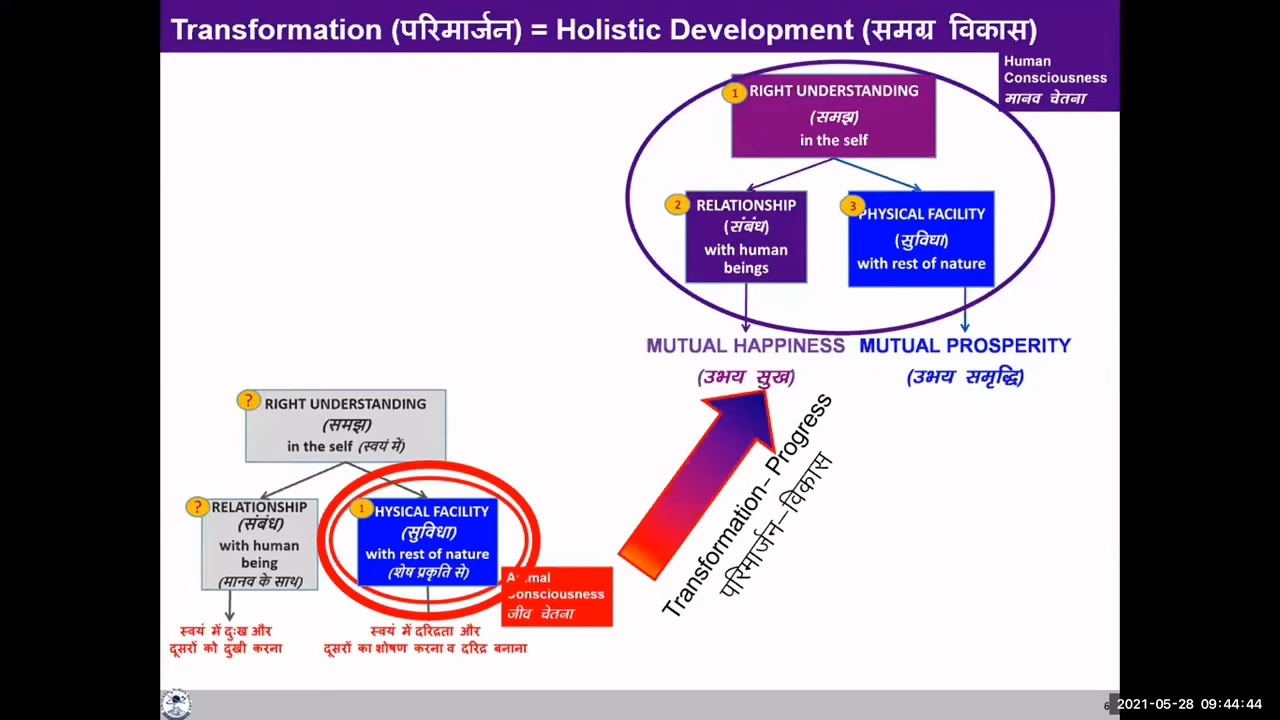 Transformation (परिमार्जन) = Holistic Development (समग्र विकास)
Human
Consciousness
मानव चेतना
1
RIGHT UNDERSTANDING
(समझ)
in the self
2
RELATIONSHIP
(संबंध)
with human
beings
3
PHYSICAL FACILITY
(सुविधा)
with rest of nature
MUTUAL HAPPINESS
(उभय सुख)
MUTUAL PROSPERITY
(उभय समृद्धि)
Transformation– Progress
परिमार्जन–विकास
?
RIGHT UNDERSTANDING
(समझ)
in the self (स्वयं में)
?
RELATIONSHIP
(संबंध)
with human
being
(मानव के साथ)
1
HYSICAL FACILITY
(सुविधा)
with rest of nature
(शेष प्रकृति से)
Animal
Consciousness
जीव चेतना
स्वयं में दुःख और
दूसरों को दुखी करना
स्वयं में दरिद्रता और
दूसरों का शोषण करना व दरिद्र बनाना
6
2021-05-28 09:44:44